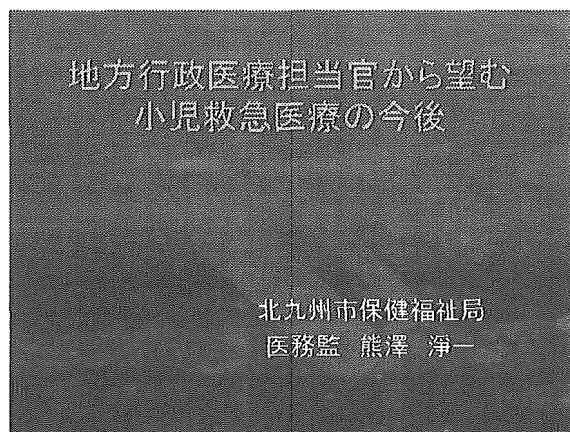 地方行政医療担当官から望む
小児救急医療の今後
北九州市保健福祉局
医務監 熊澤 淨一